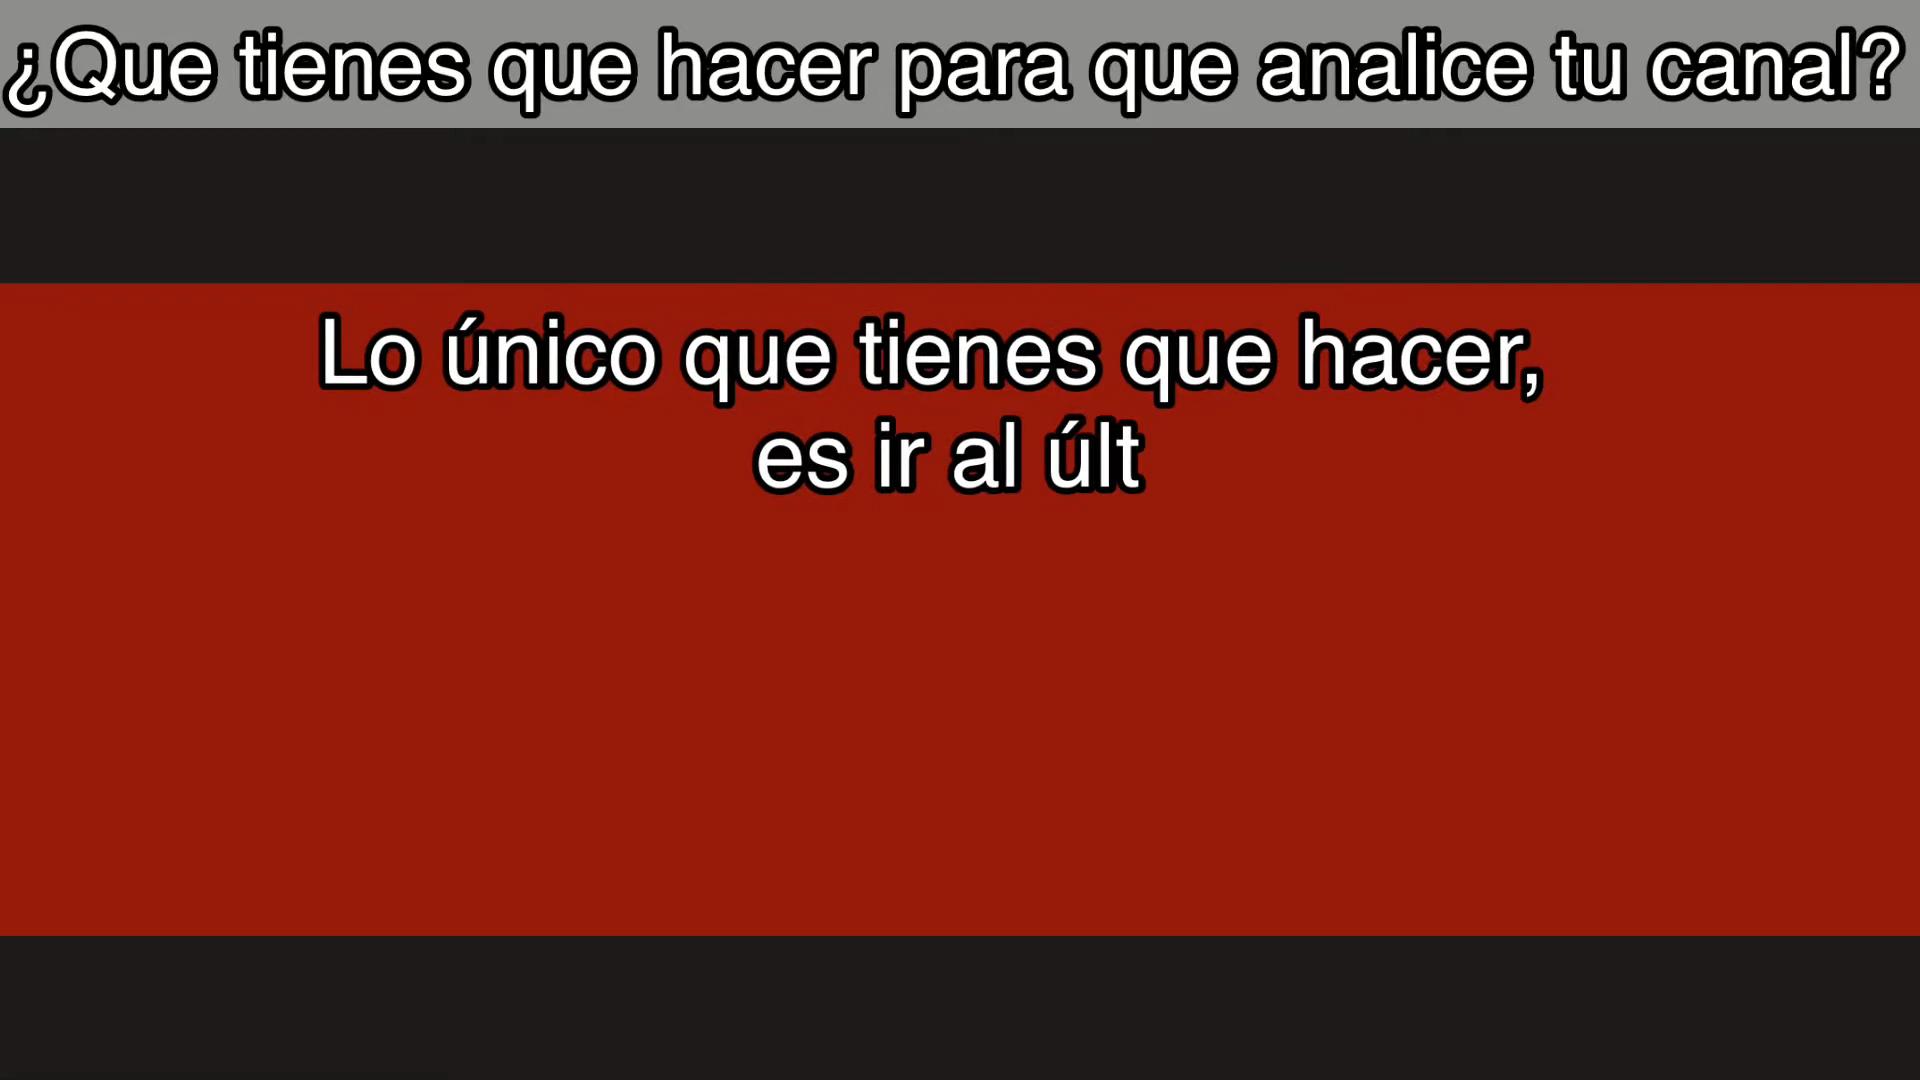 ¿Que tienes que hacer para que analice tu canal?
Lo único que tienes que hacer,
es ir al últ